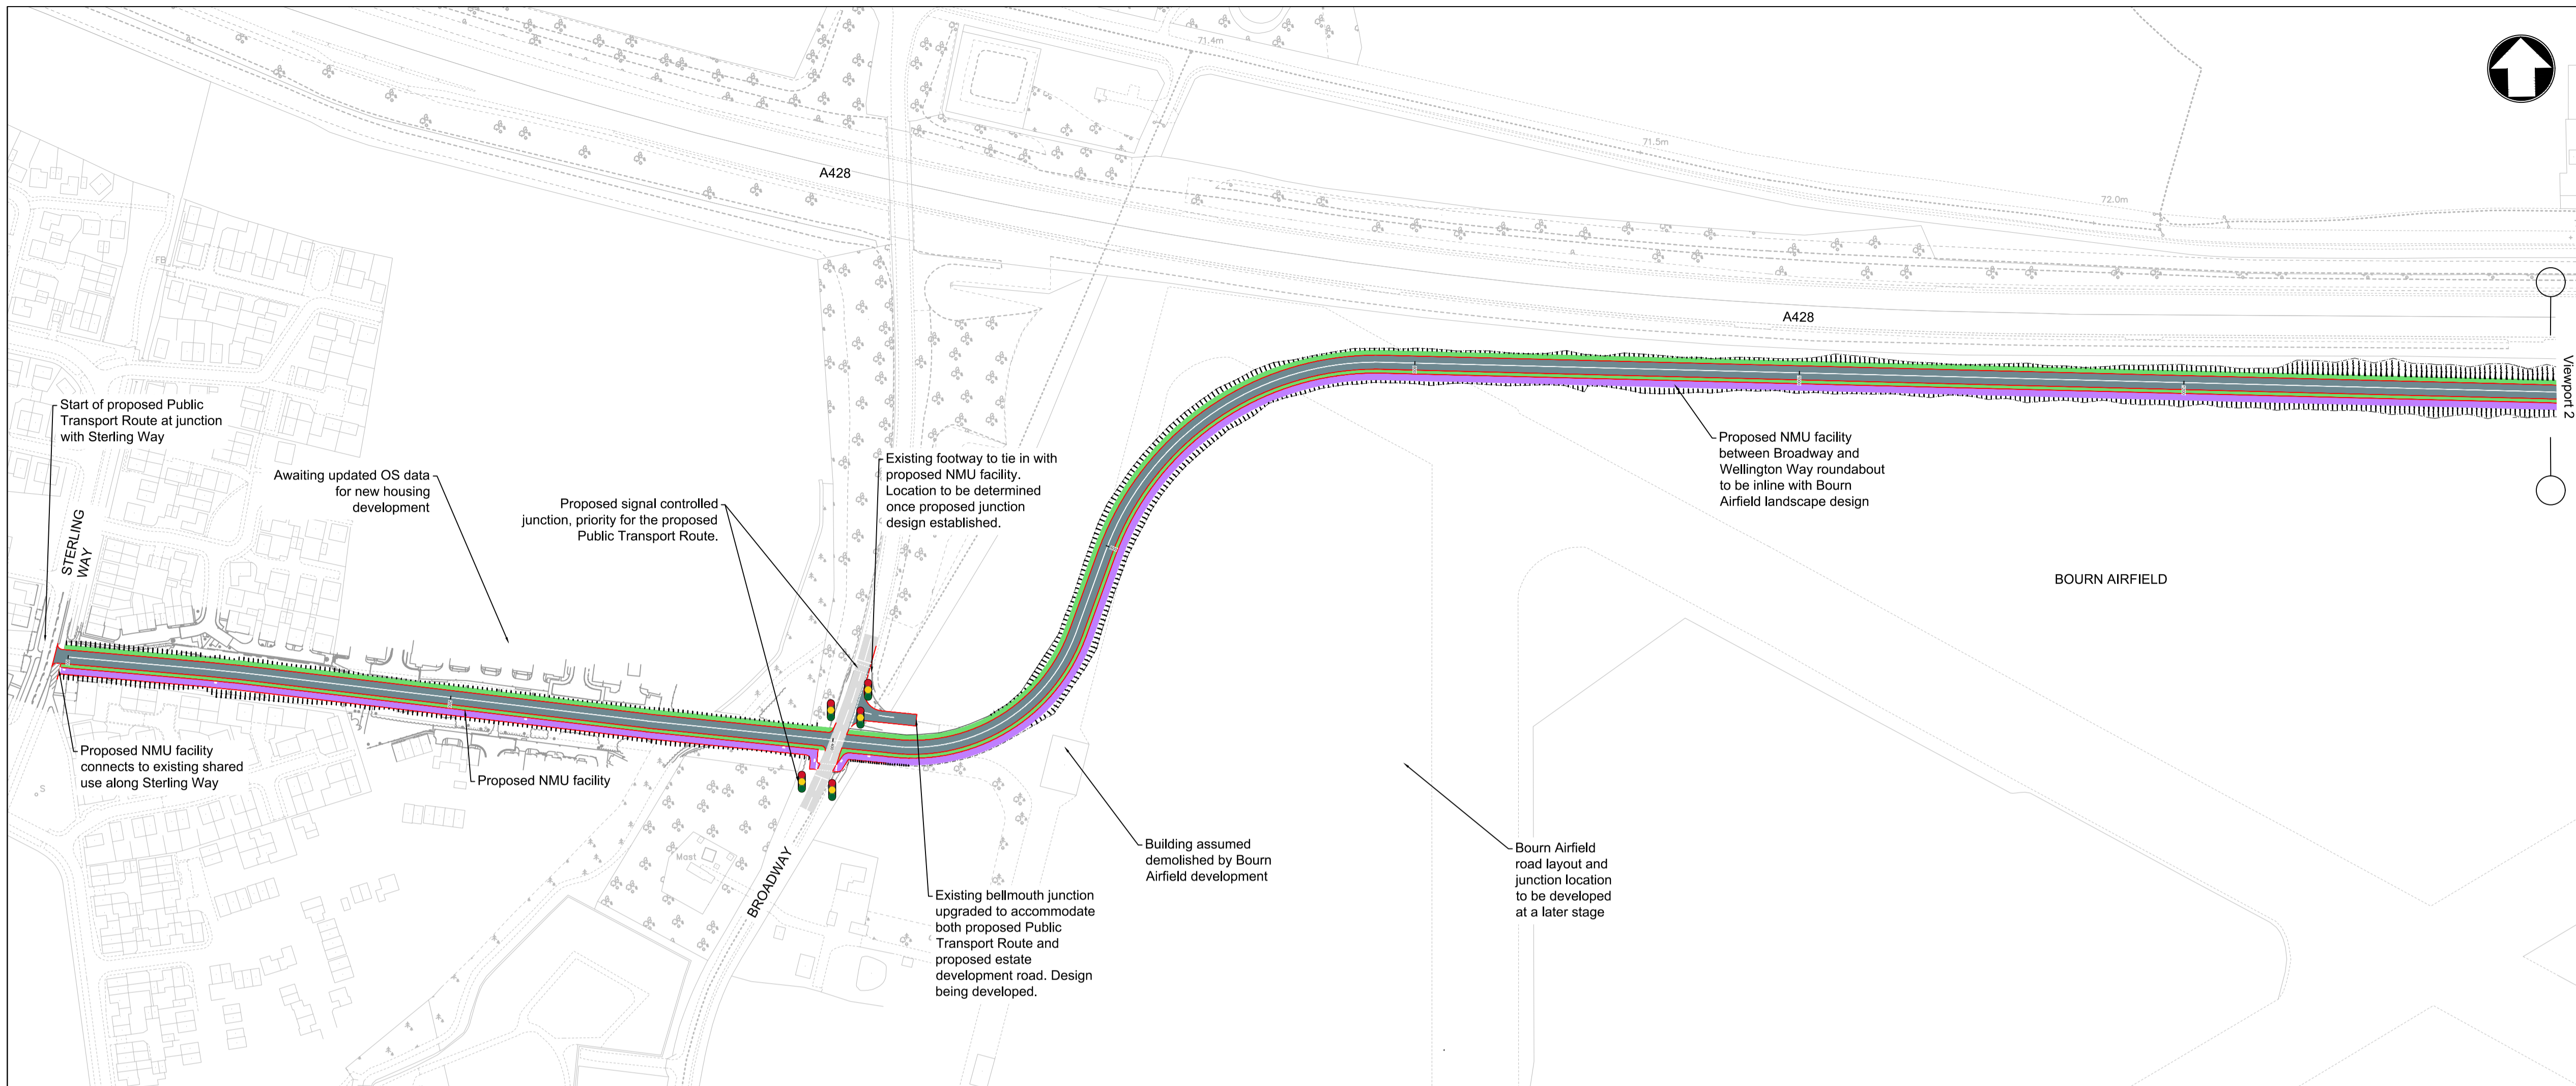 71.4m
A428
71.5m
72.0m
FB
A428
Viewport 2
Start of proposed Public
Transport Route at junction
with Sterling Way
Awaiting updated OS data
for new housing
development
Existing footway to tie in with
proposed NMU facility.
Location to be determined
once proposed junction
design established.
Proposed signal controlled
junction, priority for the proposed
Public Transport Route.
Proposed NMU facility
between Broadway and
Wellington Way roundabout
to be inline with Bourn
Airfield landscape design
STERLING
WAY
BOURN AIRFIELD
Proposed NMU facility
connects to existing shared
use along Sterling Way
Proposed NMU facility
S
Mast
BROADWAY
Building assumed
demolished by Bourn
Airfield development
Bourn Airfield
road layout and
junction location
to be developed
at a later stage
Existing bellmouth junction
upgraded to accommodate
both proposed Public
Transport Route and
proposed estate
development road. Design
being developed.